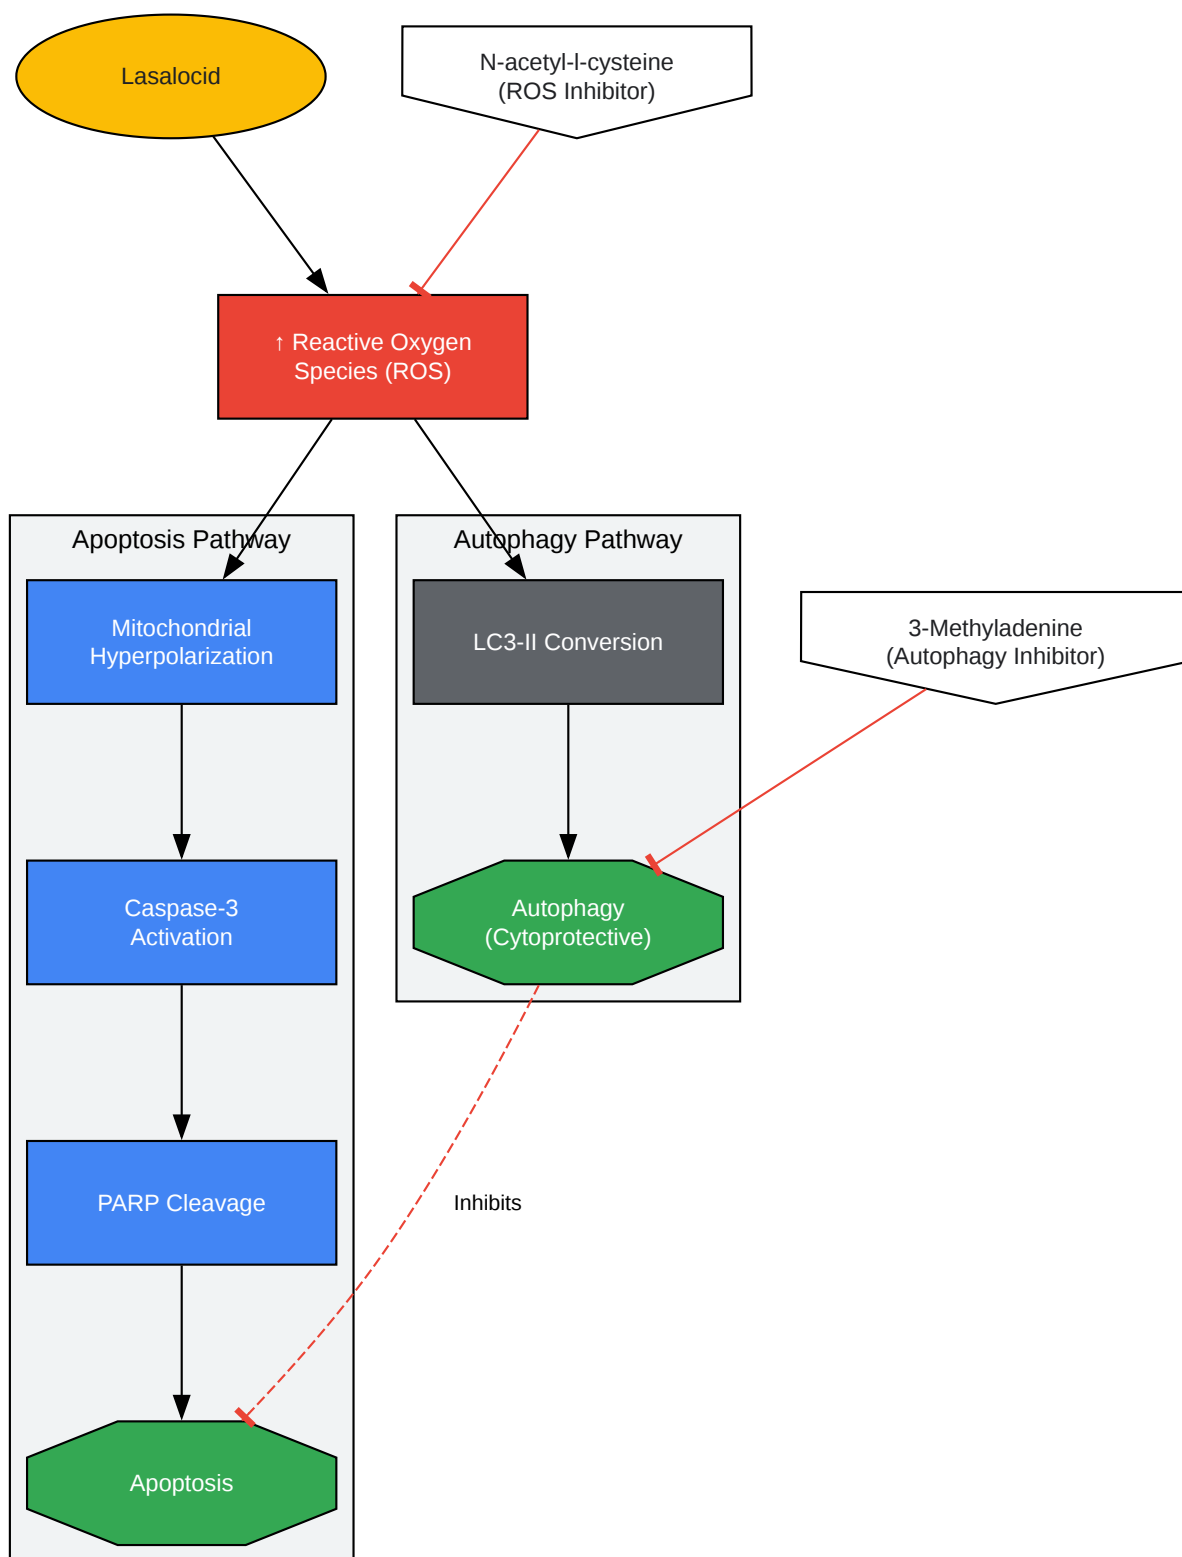 Lasalocid
N-acetyl-l-cysteine
(ROS Inhibitor)
↑ Reactive Oxygen
Species (ROS)
Apoptosis Pathway
Autophagy Pathway
Mitochondrial
Hyperpolarization
LC3-II Conversion
3-Methyladenine
(Autophagy Inhibitor)
Caspase-3
Activation
Autophagy
(Cytoprotective)
PARP Cleavage
Inhibits
Apoptosis